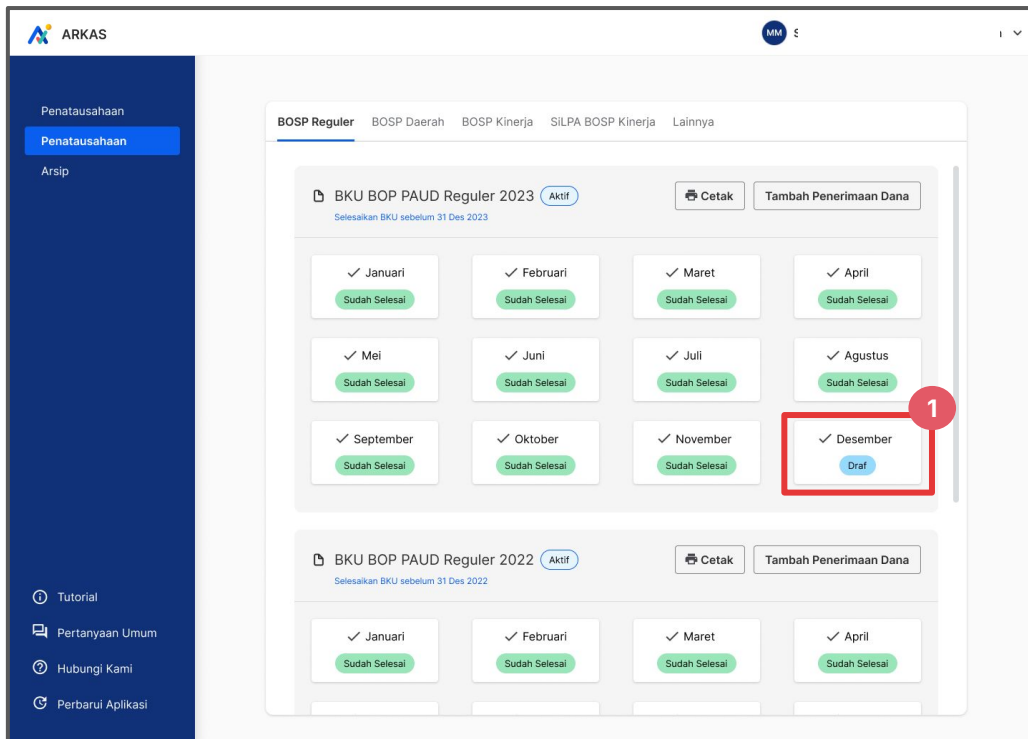 ARKAS
MM
Penatausahaan
Penatausahaan
Arsip
Tutorial
Pertanyaan Umum
Hubungi Kami
Perbarui Aplikasi
BOSP Reguler BOSP Daerah BOSP Kinerja SiLPA BOSP Kinerja Lainnya
BKU BOP PAUD Reguler 2023 Aktif Cetak Tambah Penerimaan Dana
Selesaikan BKU sebelum 31 Des 2023
Januari Februari Maret April
Sudah Selesai Sudah Selesai Sudah Selesai Sudah Selesai
Mei Juni Juli Agustus
Sudah Selesai Sudah Selesai Sudah Selesai Sudah Selesai
1
September Oktober November Desember
Sudah Selesai Sudah Selesai Sudah Selesai Draf
BKU BOP PAUD Reguler 2022 Aktif Cetak Tambah Penerimaan Dana
Selesaikan BKU sebelum 31 Des 2022
Januari Februari Maret April
Sudah Selesai Sudah Selesai Sudah Selesai Sudah Selesai